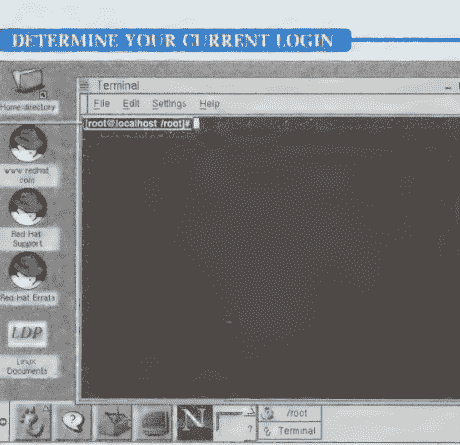 DETERMINE YOUR CURRENT LOGIN
Terminal
File Edit Settings Help
[root@localhost /root]#
Home directory
www.redhat.
com
Red Hat
Support
Red Hat Errata
LDP
Linux
Documents
N
?
/root
Terminal